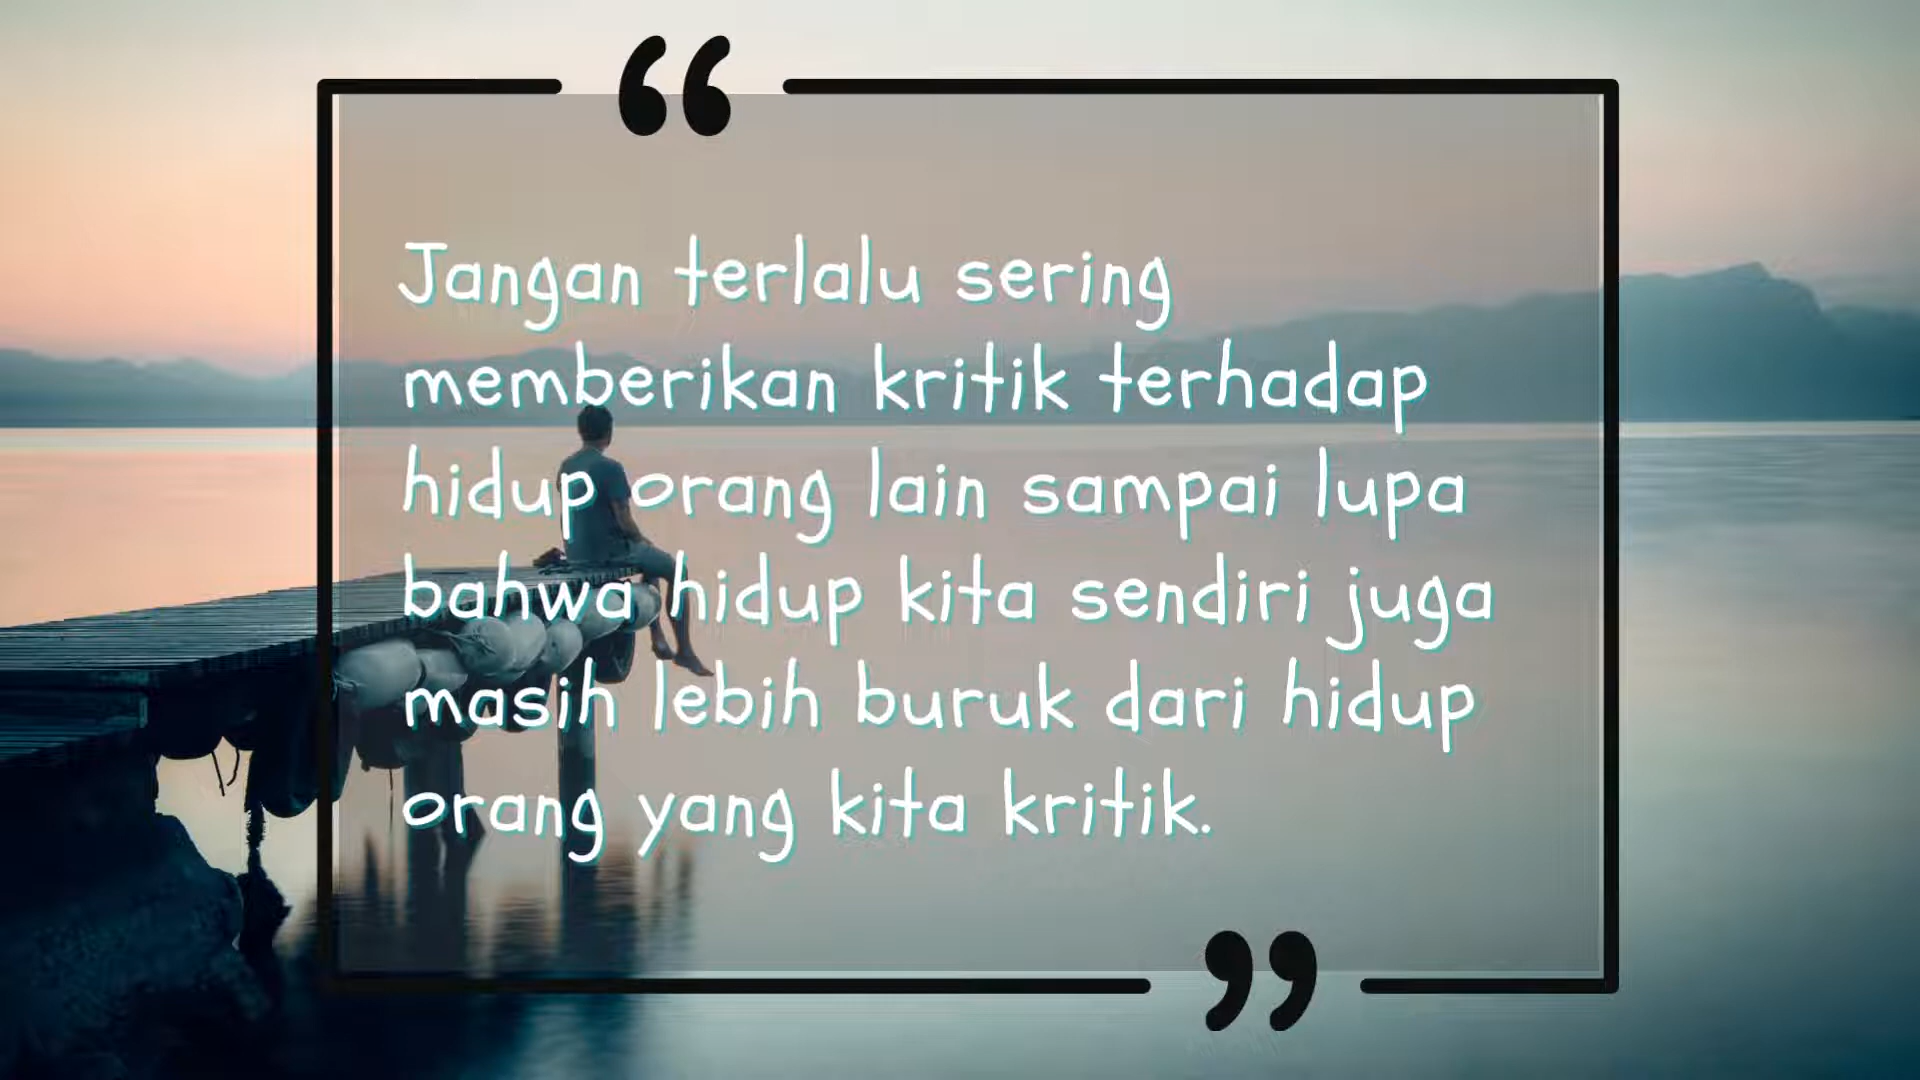 Jangan terlalu sering
memberikan kritik terhadap
hidup orang lain sampai lupa
bahwa hidup kita sendiri juga
masih lebih buruk dari hidup
orang yang kita kritik.